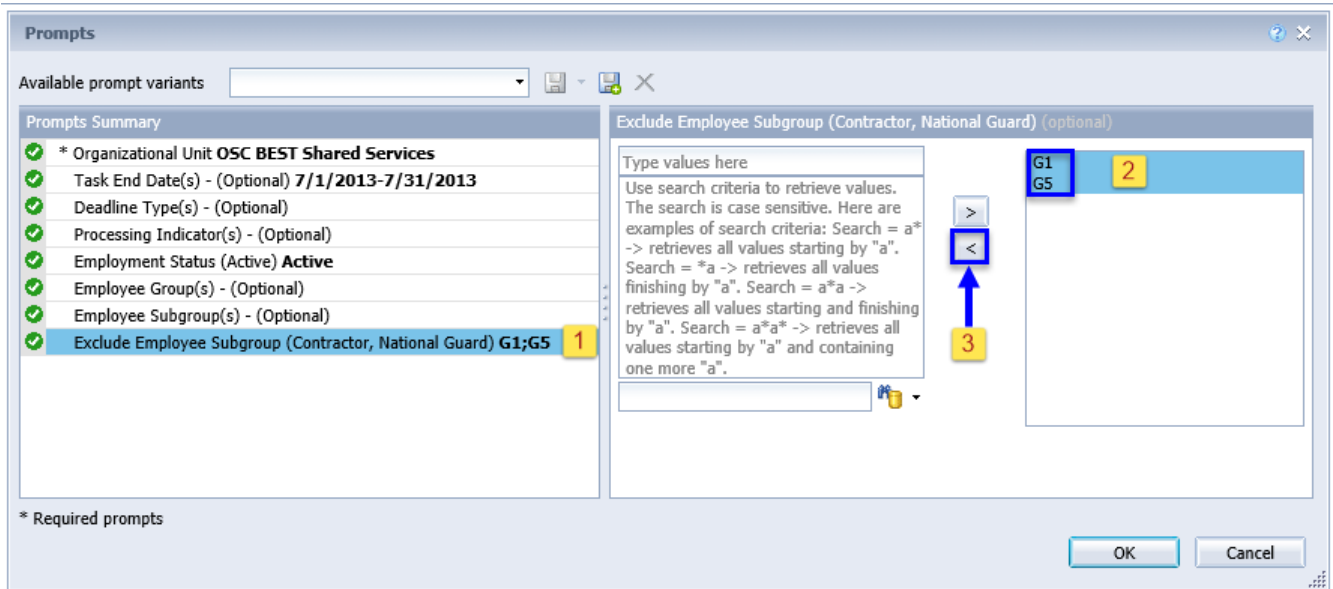 Prompts
Available prompt variants
Prompts Summary
* Organizational Unit OSC BEST Shared Services
Task End Date(s) - (Optional) 7/1/2013-7/31/2013
Deadline Type(s) - (Optional)
Processing Indicator(s) - (Optional)
Employment Status (Active) Active
Employee Group(s) - (Optional)
Employee Subgroup(s) - (Optional)
Exclude Employee Subgroup (Contractor, National Guard) G1;G5 1
Exclude Employee Subgroup (Contractor, National Guard) (optional)
Type values here
Use search criteria to retrieve values.
The search is case sensitive. Here are
examples of search criteria: Search = a*
-> retrieves all values starting by "a".
Search = *a -> retrieves all values
finishing by "a". Search = a*a ->
retrieves all values starting and finishing
by "a". Search = a*a* -> retrieves all
values starting by "a" and containing
one more "a".
>
<
3
G1
G5
2
* Required prompts
OK Cancel